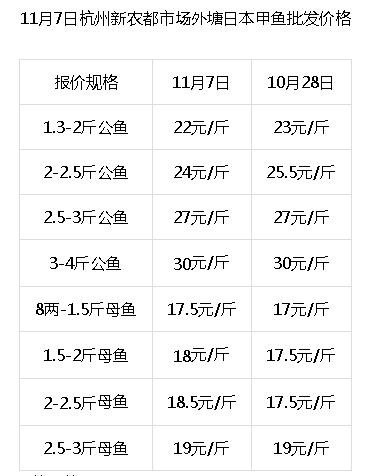 11月7日杭州新农都市场外塘日本甲鱼批发价格
报价规格 11月7日 10月28日
1.3-2斤公鱼 22元/斤 23元/斤
2-2.5斤公鱼 24元/斤 25.5元/斤
2.5-3斤公鱼 27元/斤 27元/斤
3-4斤公鱼 30元/斤 30元/斤
8两-1.5斤母鱼 17.5元/斤 17元/斤
1.5-2斤母鱼 18元/斤 17.5元/斤
2-2.5斤母鱼 18.5元/斤 17.5元/斤
2.5-3斤母鱼 19元/斤 19元/斤